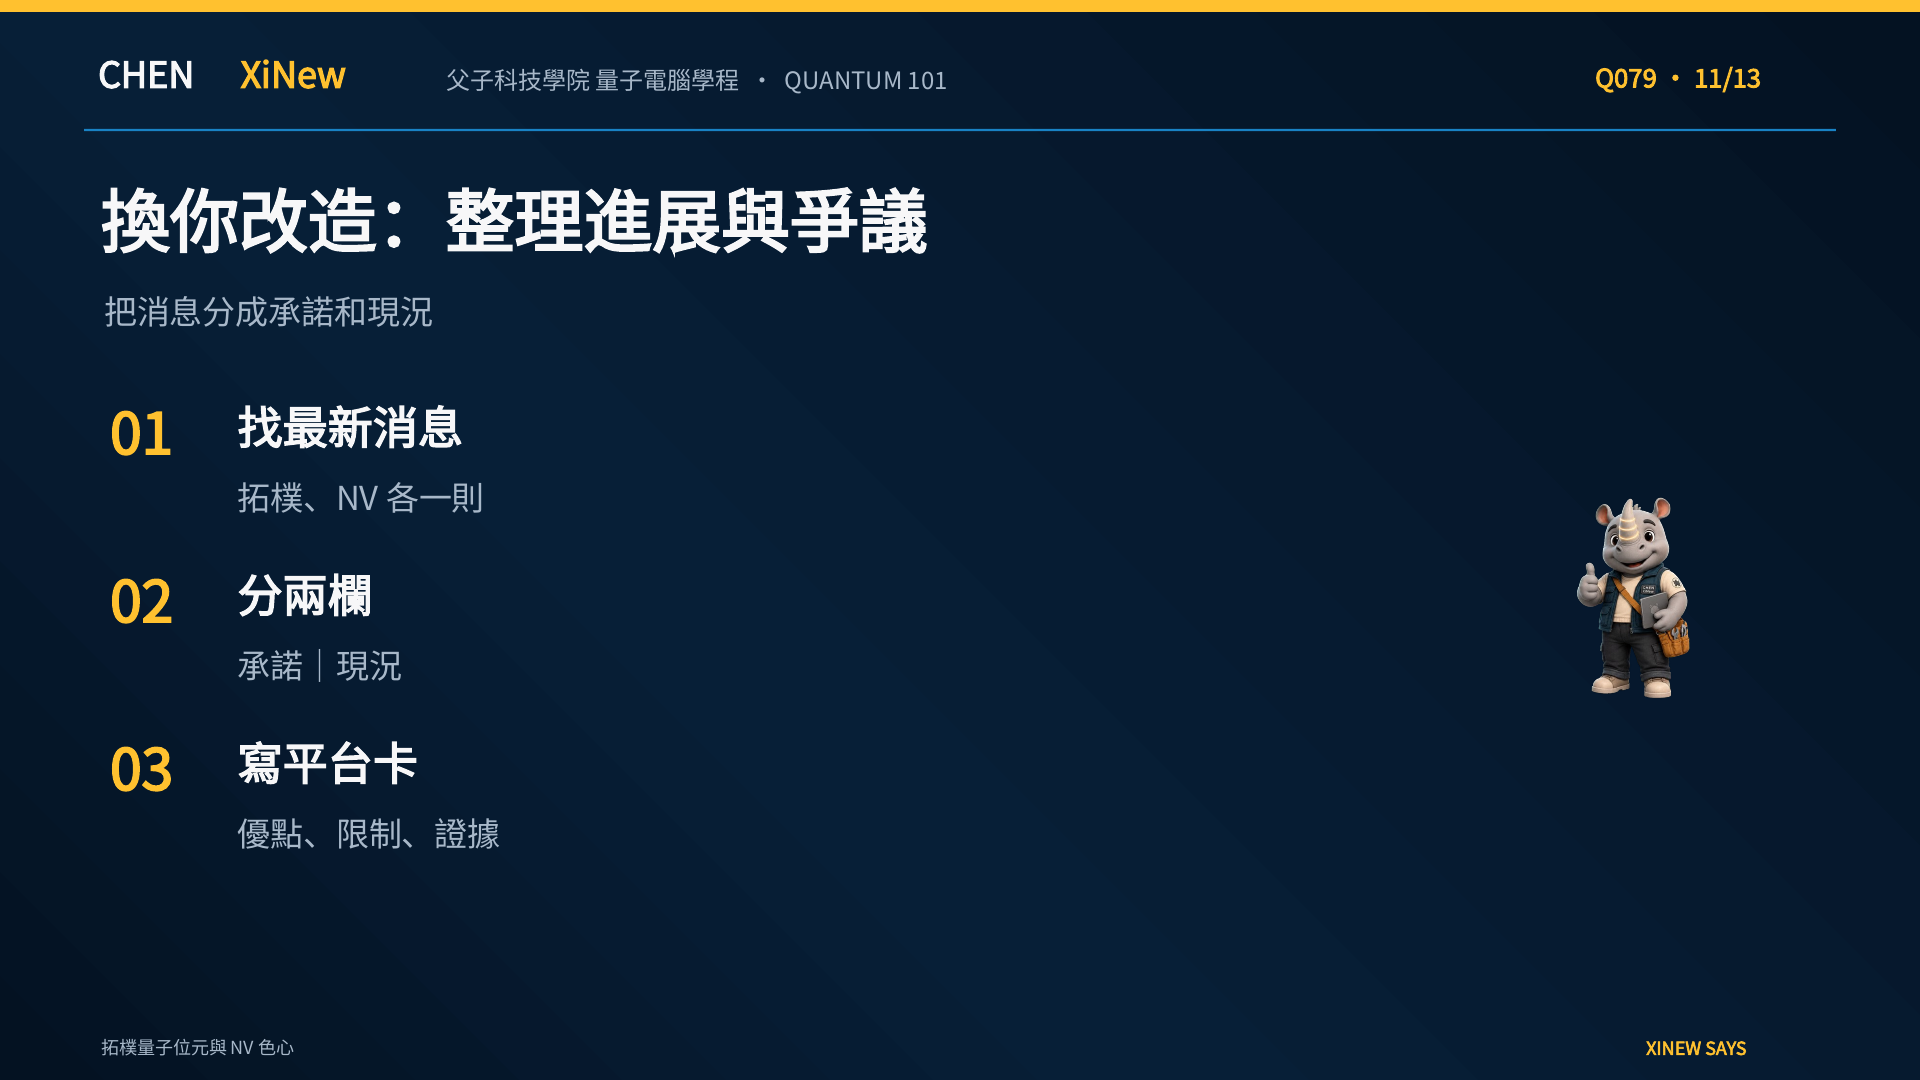 CHEN XiNew 父子科技學院 量子電腦學程 · QUANTUM 101 Q079 · 11/13
換你改造：整理進展與爭議
把消息分成承諾和現況
01 找最新消息
拓樸、NV 各一則
02 分兩欄
承諾｜現況
03 寫平台卡
優點、限制、證據
拓樸量子位元與 NV 色心 XINEW SAYS